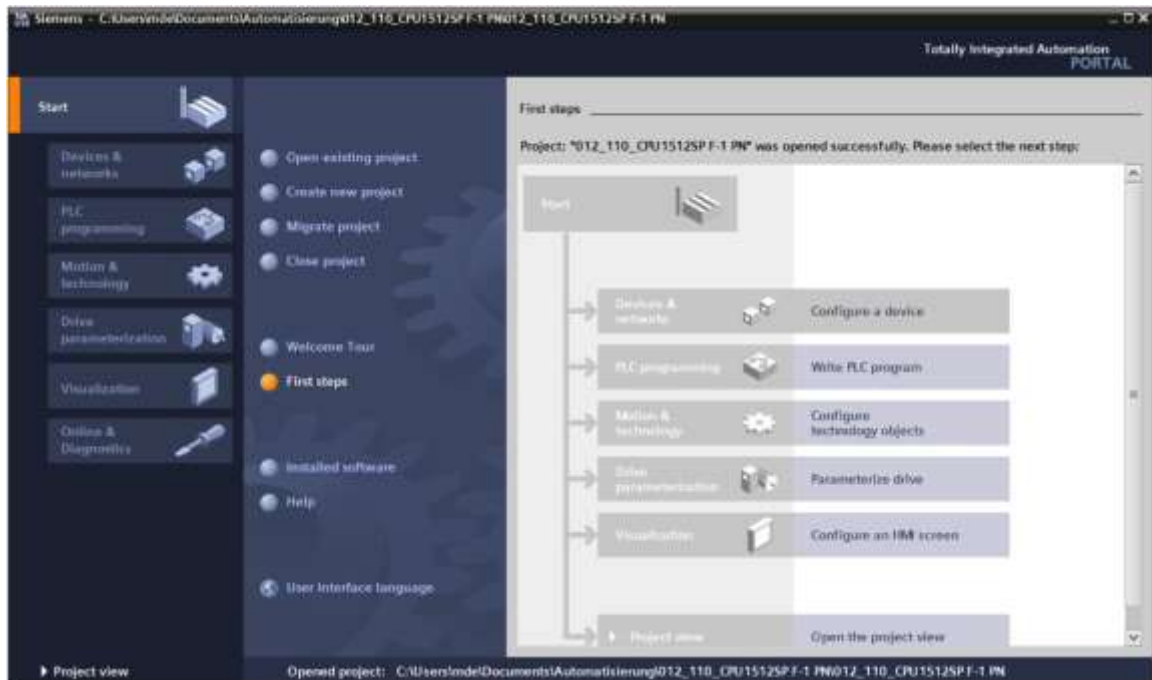 Siemens - C:\Users\mde\Documents\Automatisierung\012_110_CPU1512SP F-1 PN\012_110_CPU1512SP F-1 PN
Totally Integrated Automation
PORTAL
Start
Devices &
networks
PLC
programming
Motion &
technology
Drive
parameterization
Visualization
Online &
Diagnostics
Project view
Open existing project
Create new project
Migrate project
Close project
Welcome Tour
First steps
Installed software
Help
User interface language
First steps
Project: "012_110_CPU1512SP F-1 PN" was opened successfully. Please select the next step:
Start
Devices &
networks
Configure a device
PLC programming
Write PLC program
Motion &
technology
Configure
technology objects
Drive
parameterization
Parameterize drive
Visualization
Configure an HMI screen
Project view
Open the project view
Opened project: C:\Users\mde\Documents\Automatisierung\012_110_CPU1512SP F-1 PN\012_110_CPU1512SP F-1 PN